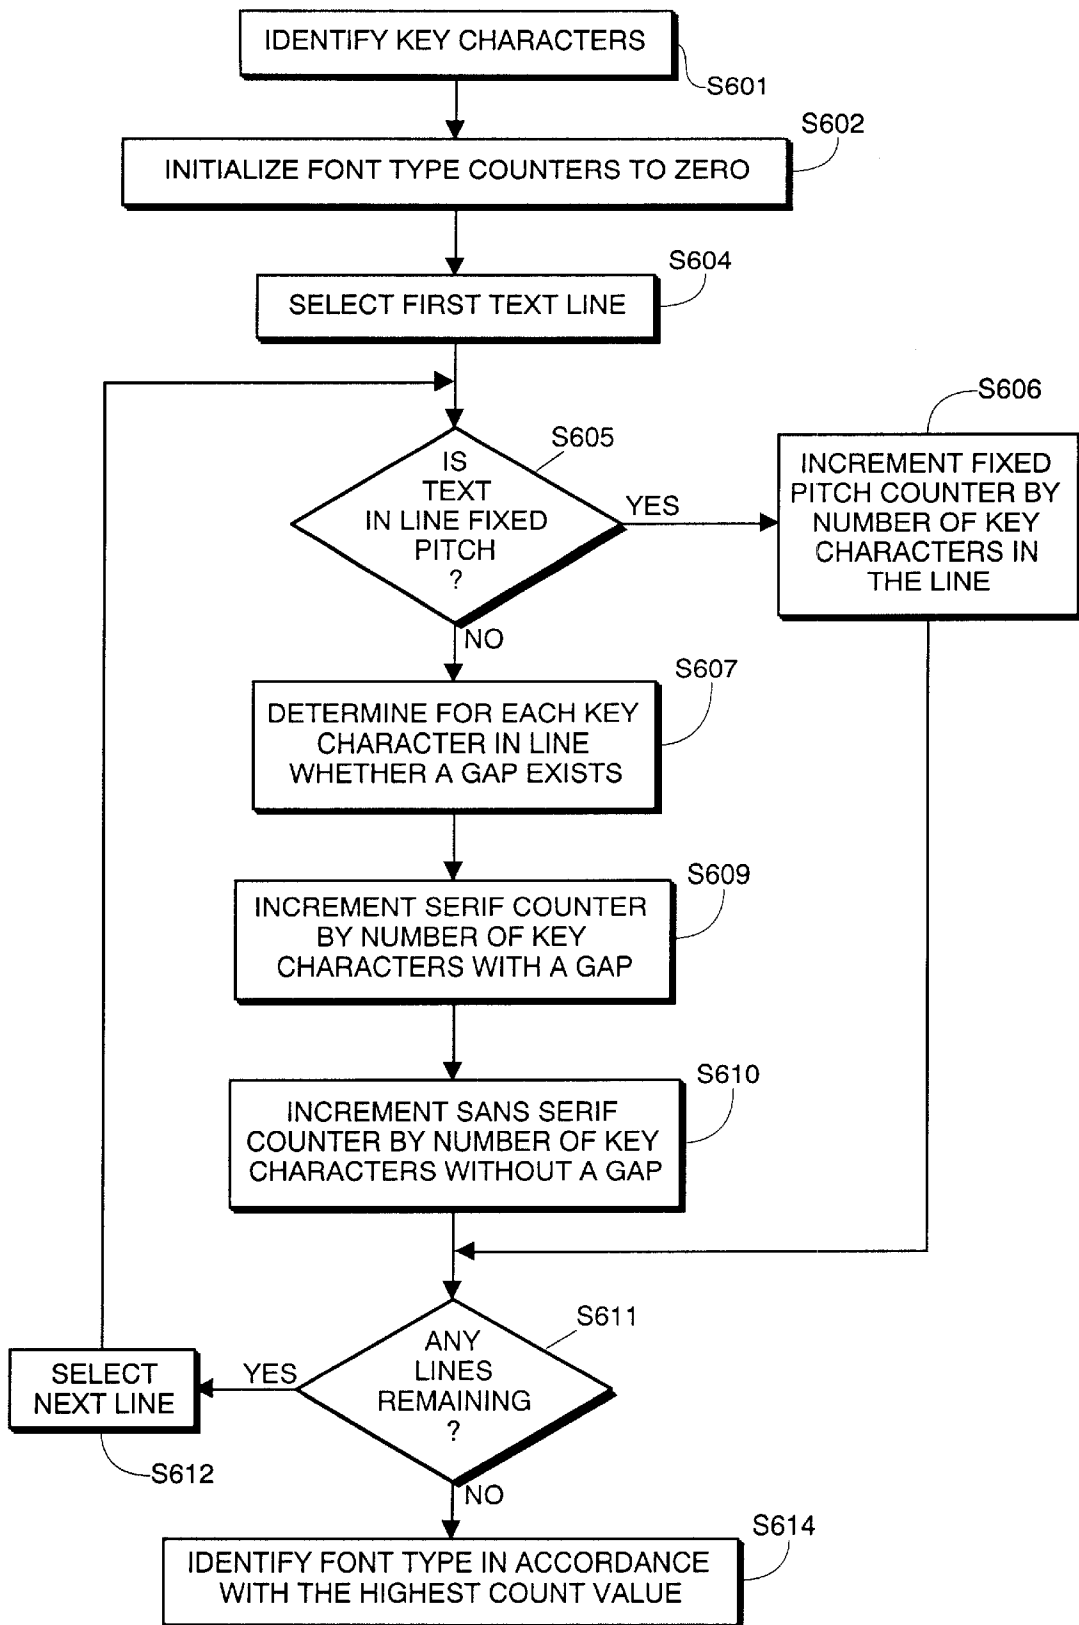 IDENTIFY KEY CHARACTERS
S601
S602
INITIALIZE FONT TYPE COUNTERS TO ZERO
S604
SELECT FIRST TEXT LINE
S605
IS
TEXT
IN LINE FIXED
PITCH
?
YES
S606
INCREMENT FIXED
PITCH COUNTER BY
NUMBER OF KEY
CHARACTERS IN
THE LINE
NO
S607
DETERMINE FOR EACH KEY
CHARACTER IN LINE
WHETHER A GAP EXISTS
S609
INCREMENT SERIF COUNTER
BY NUMBER OF KEY
CHARACTERS WITH A GAP
S610
INCREMENT SANS SERIF
COUNTER BY NUMBER OF KEY
CHARACTERS WITHOUT A GAP
S611
ANY
LINES
REMAINING
?
YES
SELECT
NEXT LINE
S612
NO
S614
IDENTIFY FONT TYPE IN ACCORDANCE
WITH THE HIGHEST COUNT VALUE